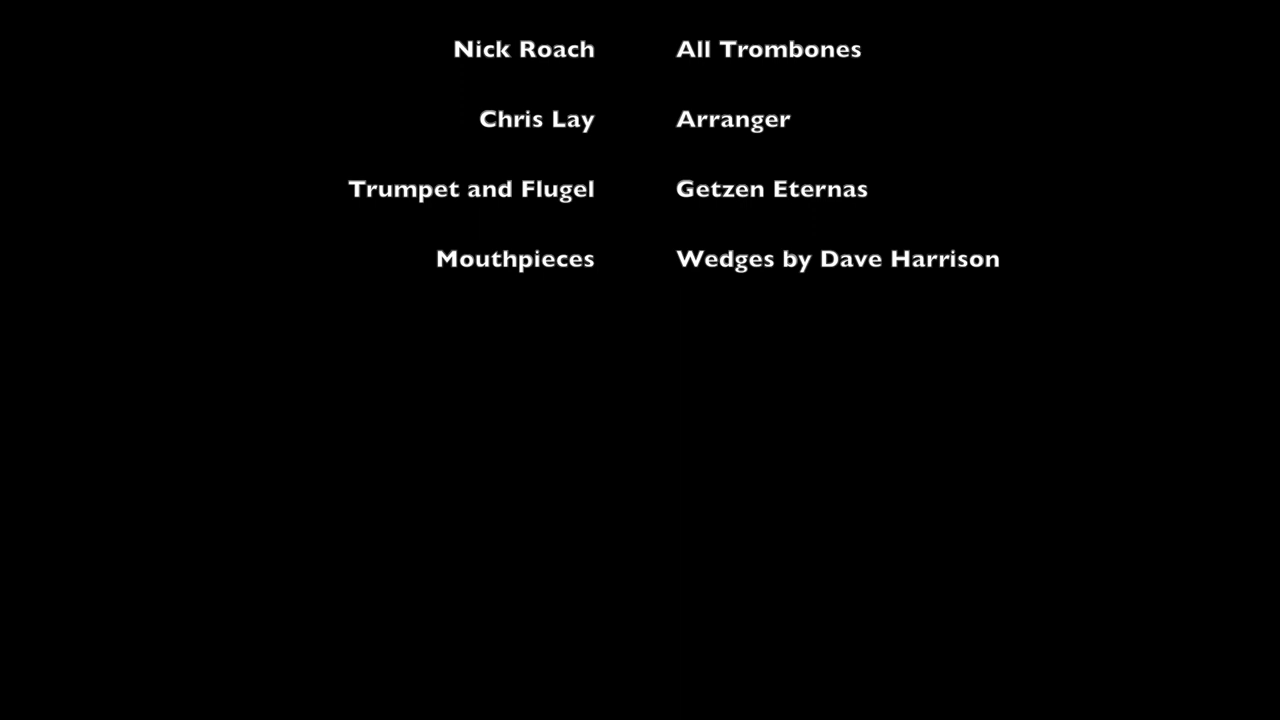 Nick Roach All Trombones
Chris Lay Arranger
Trumpet and Flugel Getzen Eternas
Mouthpieces Wedges by Dave Harrison